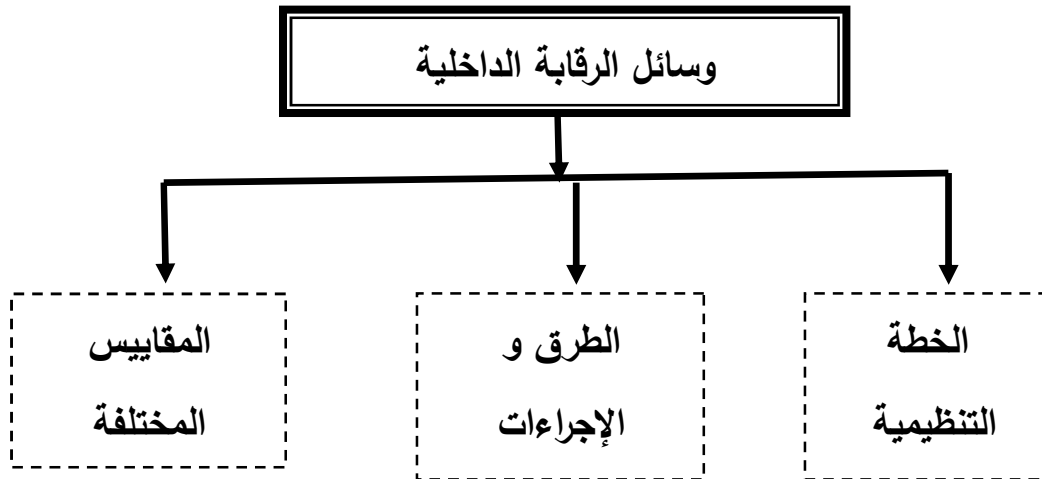 وسائل الرقابة الداخلية
الخطة
التنظيمية
الطرق و
الإجراءات
المقاييس
المختلفة